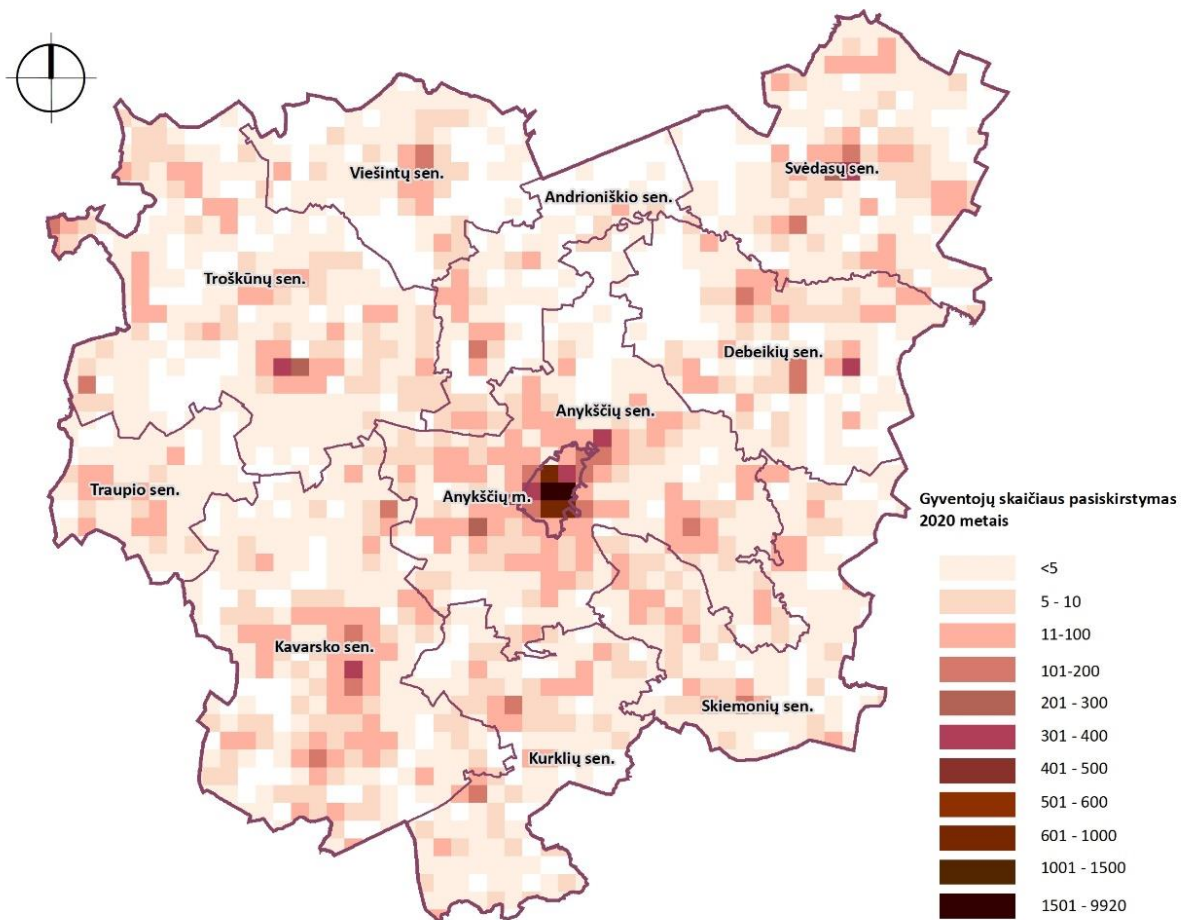 Viešintų sen.
Svėdasų sen.
Andrioniškio sen.
Troškūnų sen.
Debeikių sen.
Anykščių sen.
Traupio sen.
Anykščių m.
Kavarsko sen.
Skiemonių sen.
Kurklių sen.
Gyventojų skaičiaus pasiskirstymas
2020 metais
<5
5 - 10
11-100
101-200
201 - 300
301 - 400
401 - 500
501 - 600
601 - 1000
1001 - 1500
1501 - 9920